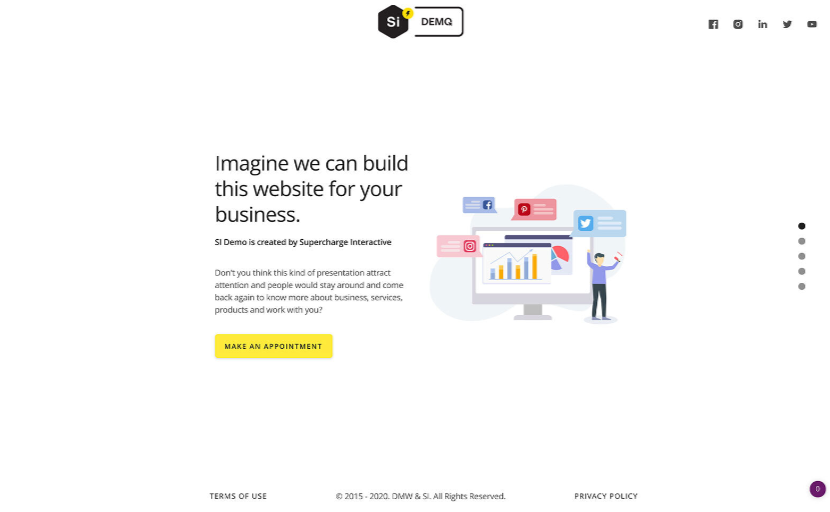 Si DEMO
Imagine we can build
this website for your
business.
SI Demo is created by Supercharge Interactive
Don't you think this kind of presentation attract
attention and people would stay around and come
back again to know more about business, services,
products and work with you?
MAKE AN APPOINTMENT
TERMS OF USE
© 2015 - 2020. DMW & Si. All Rights Reserved.
PRIVACY POLICY
0